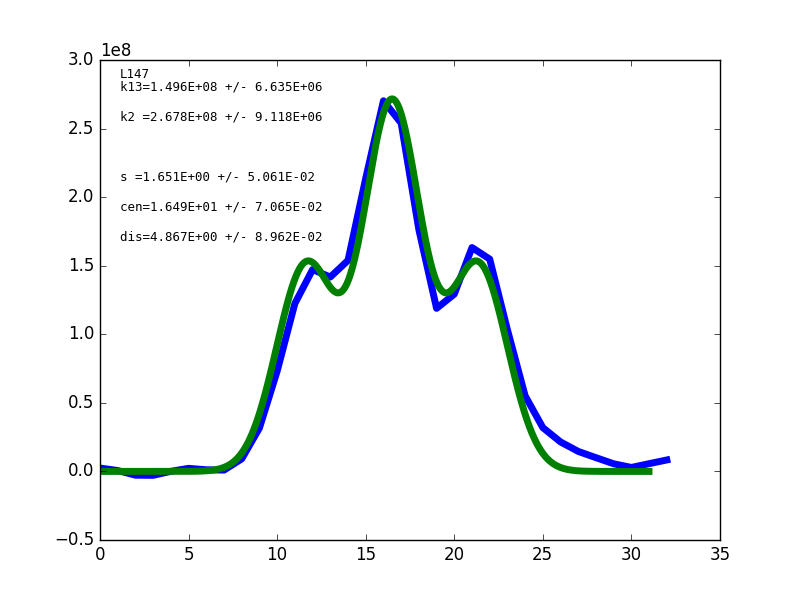 1e8
3.0
L147
k13=1.496E+08 +/- 6.635E+06
k2 =2.678E+08 +/- 9.118E+06
2.5
s =1.651E+00 +/- 5.061E-02
2.0
cen=1.649E+01 +/- 7.065E-02
dis=4.867E+00 +/- 8.962E-02
1.5
1.0
0.5
0.0
−0.5
0 5 10 15 20 25 30 35